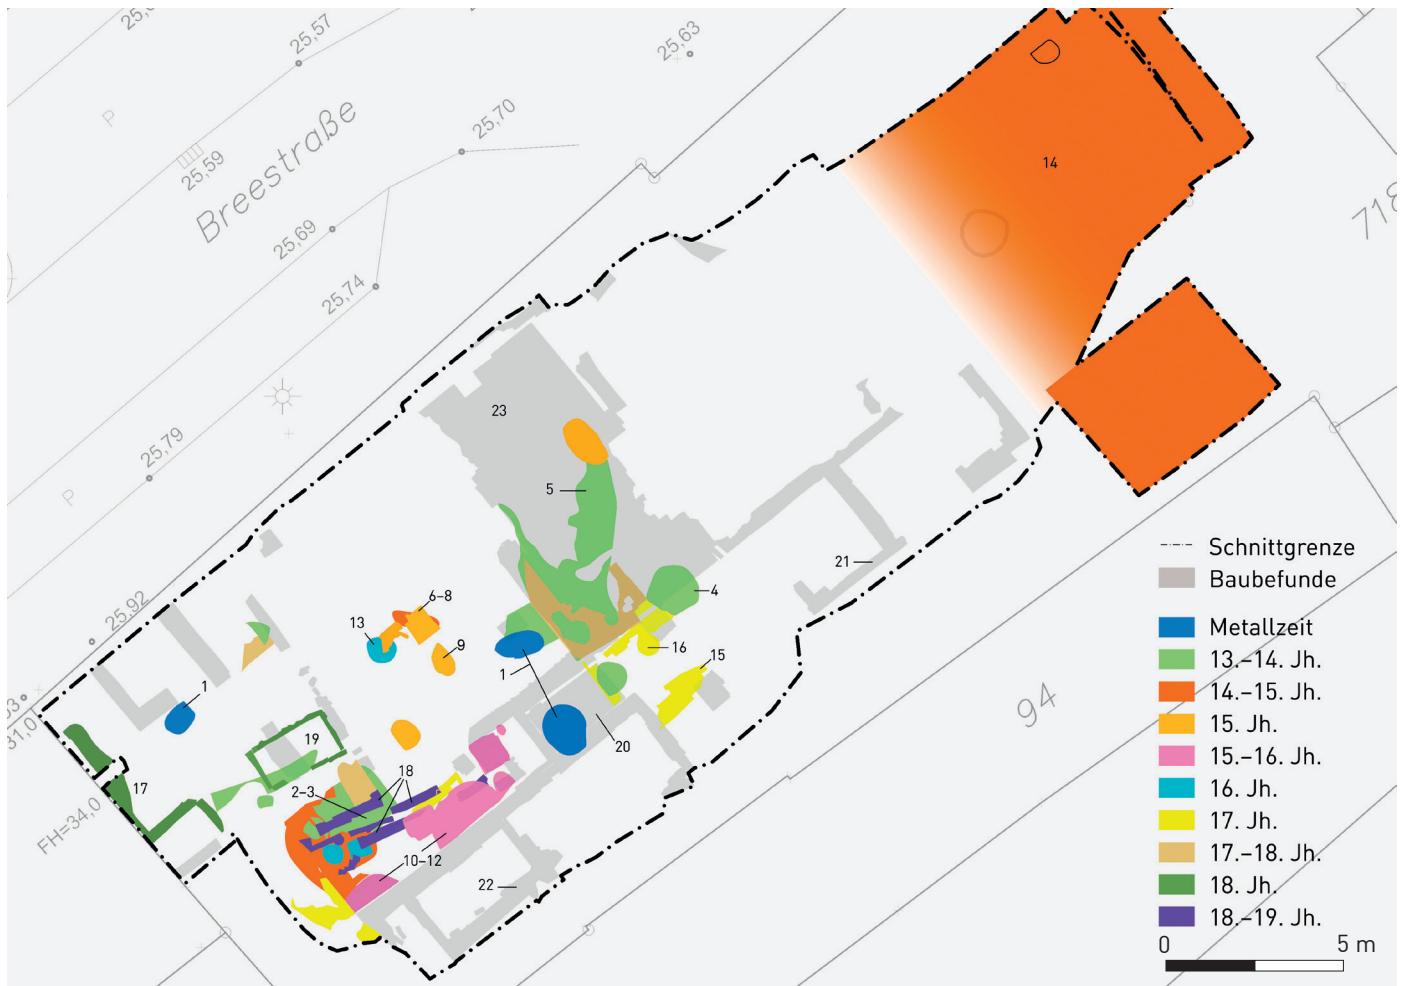 25,57
25,63
25,70
P
25,59
Breestraße
25,69
25,74
14
718
23
25,79
5
P
21
4
6–8
25,92
13
9
16
15
1
1
31,0
19
20
94
17
18
2–3
FH=34,0
10–12
22
Schnittgrenze
Baubefunde
Metallzeit
13.–14. Jh.
14.–15. Jh.
15. Jh.
15.–16. Jh.
16. Jh.
17. Jh.
17.–18. Jh.
18. Jh.
18.–19. Jh.
0 5 m